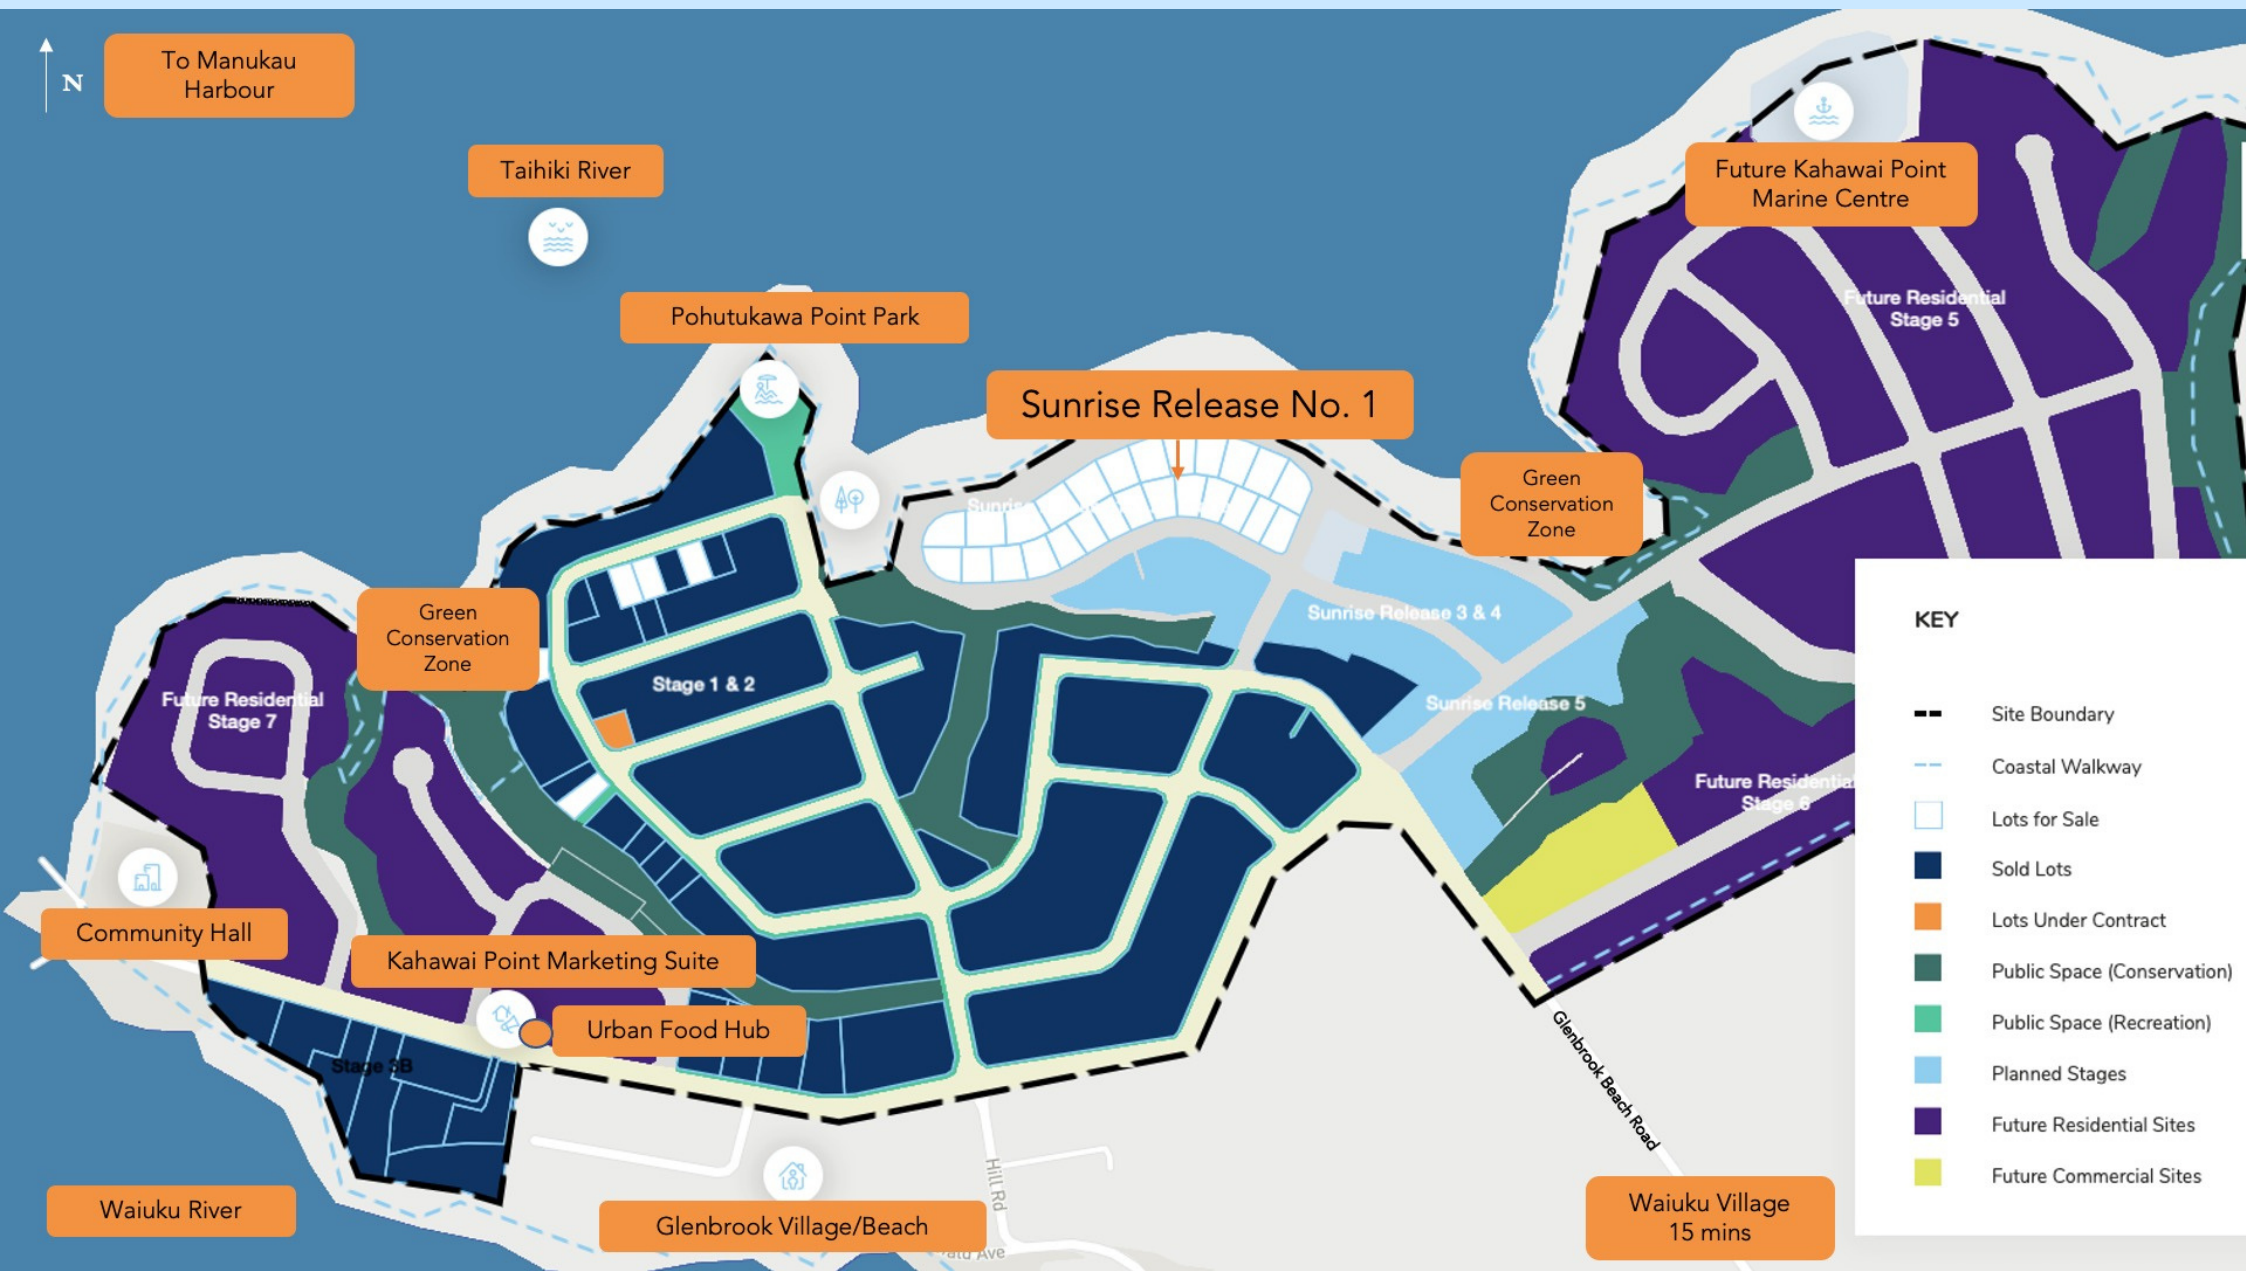 N
To Manukau
Harbour
Taihiki River
Pohutukawa Point Park
Sunrise Release No. 1
Future Kahawai Point
Marine Centre
Future Residential
Stage 5
Green
Conservation
Zone
Sunrise
Sunrise Release 3 & 4
Green
Conservation
Zone
Stage 1 & 2
Future Residential
Stage 7
Sunrise Release 5
Future Residential
Stage 6
Community Hall
Kahawai Point Marketing Suite
Urban Food Hub
Stage 3B
Waiuku River
Glenbrook Village/Beach
Hill Rd
Ave
Glenbrook Beach Road
Waiuku Village
15 mins
KEY
Site Boundary
Coastal Walkway
Lots for Sale
Sold Lots
Lots Under Contract
Public Space (Conservation)
Public Space (Recreation)
Planned Stages
Future Residential Sites
Future Commercial Sites